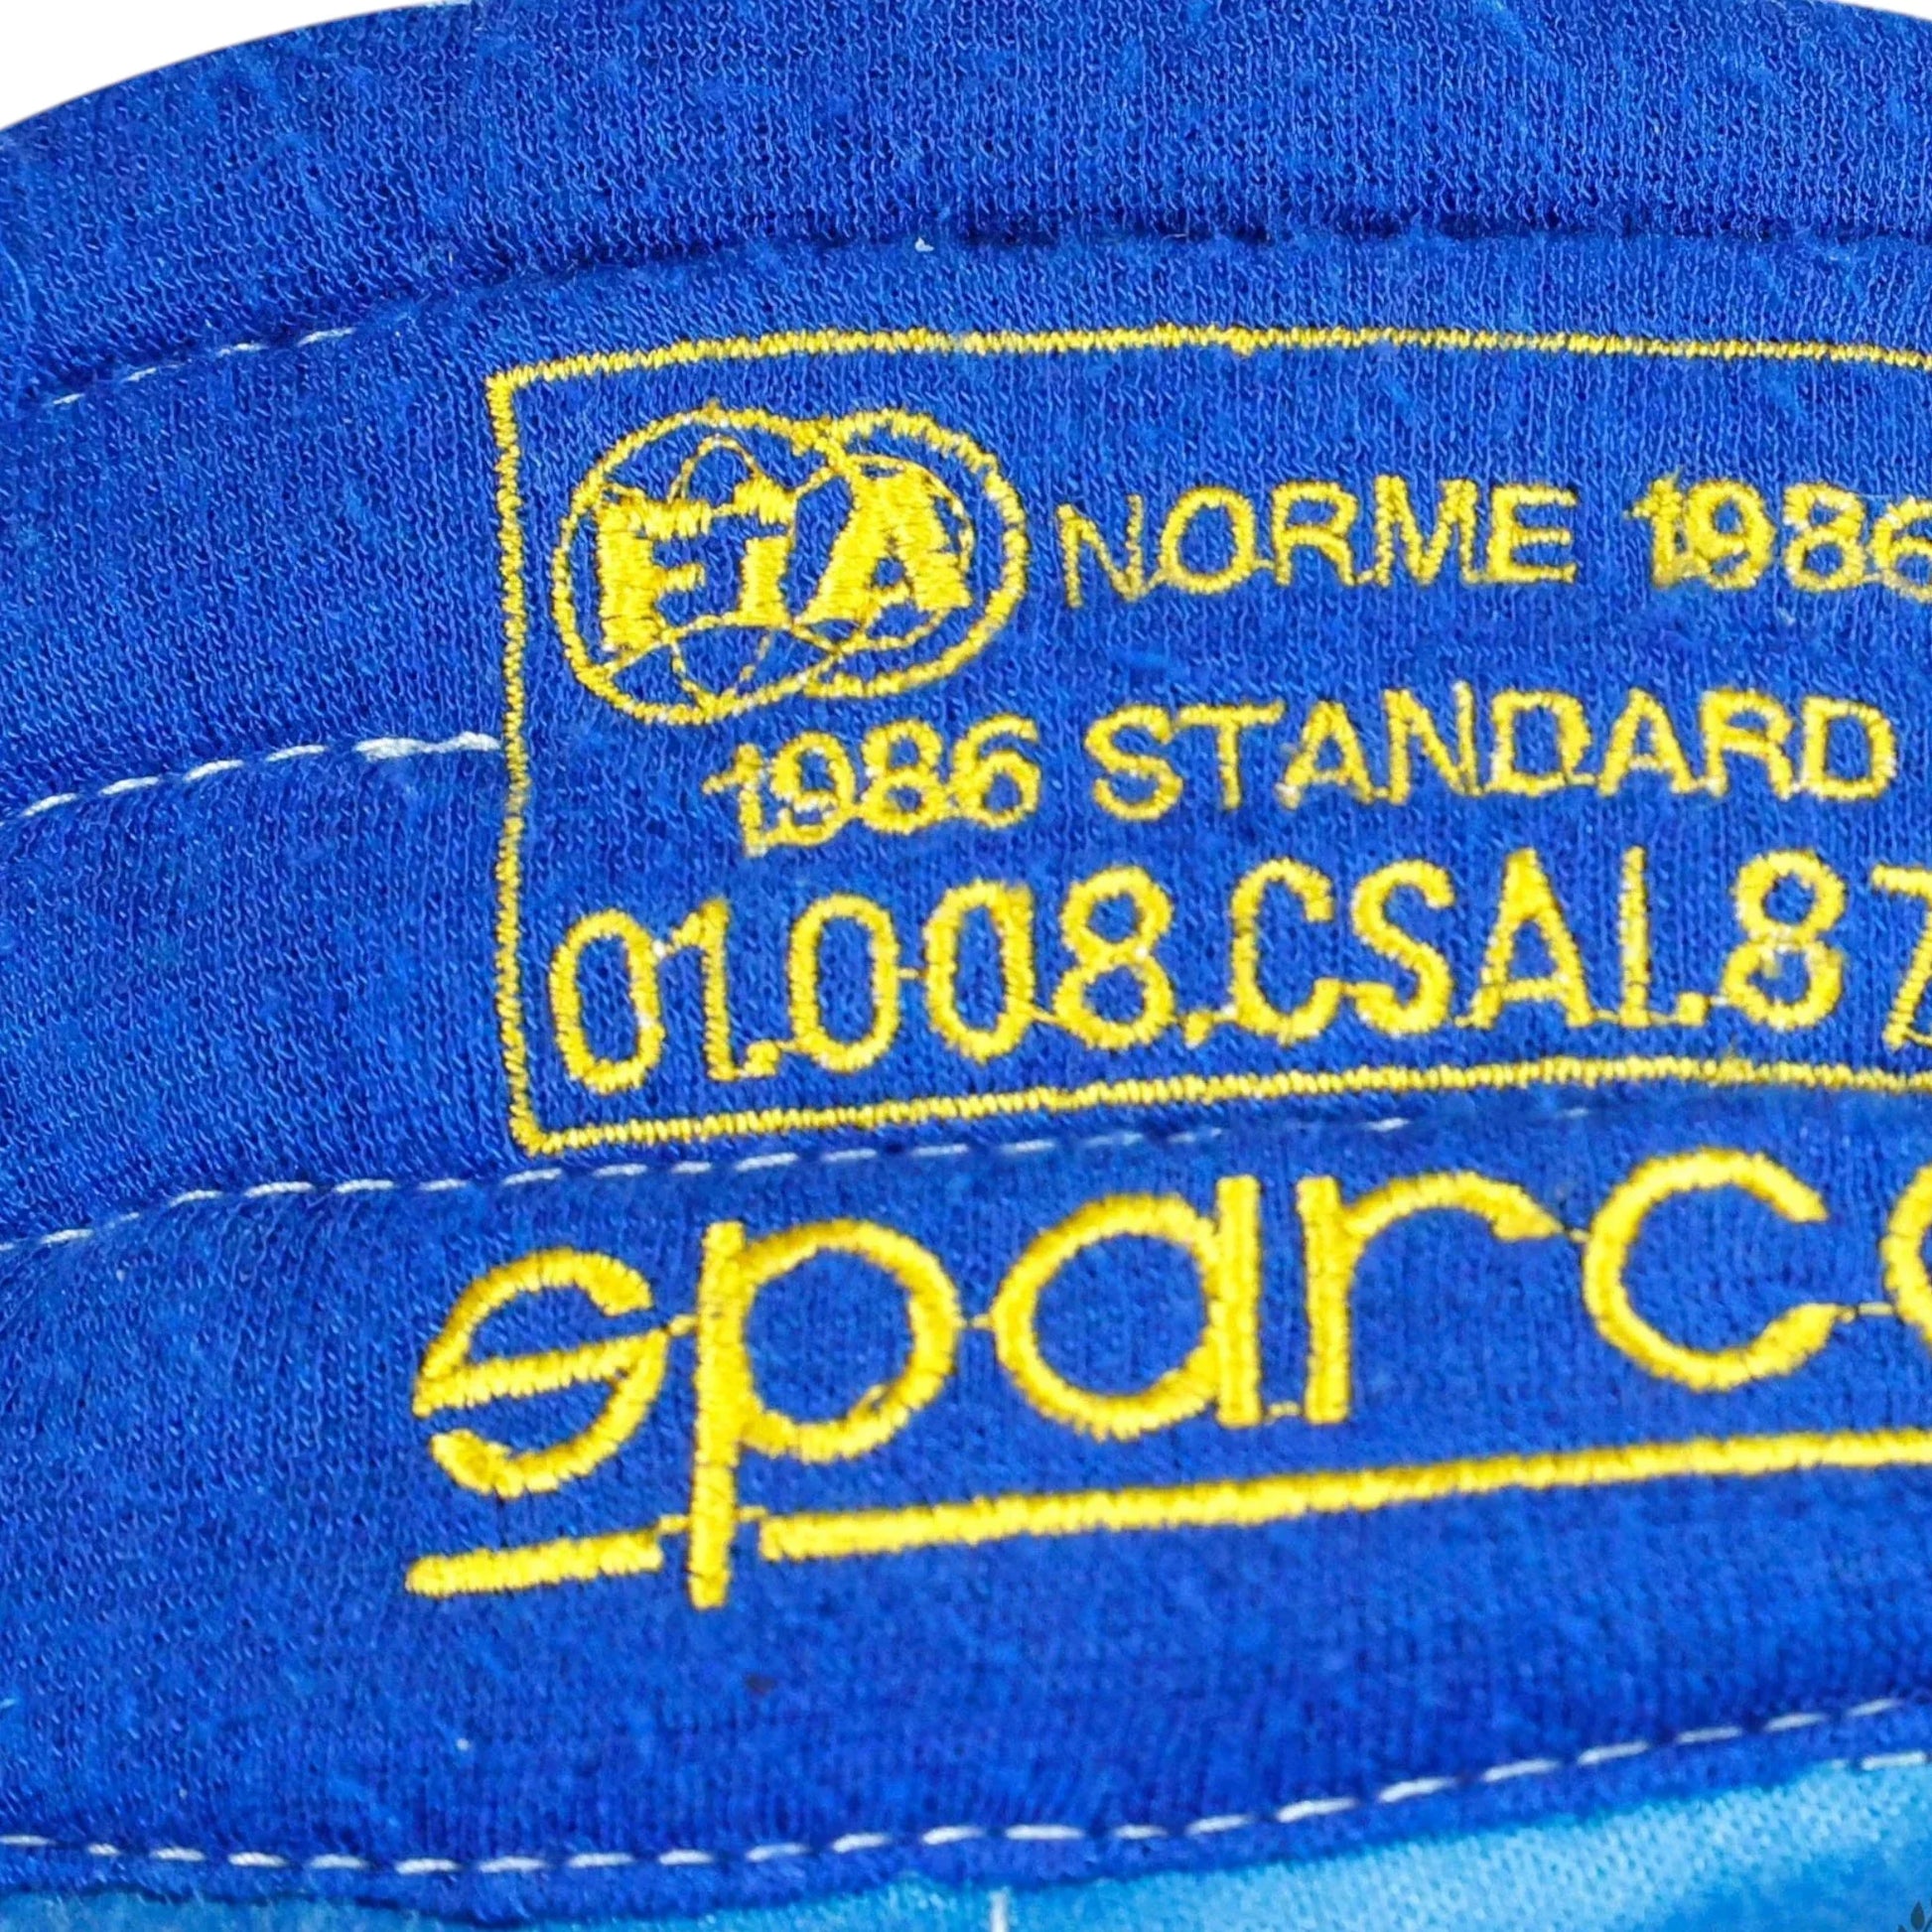 FIA NORME 1986
1986 STANDARD
01.008.CSAI.87
sparco